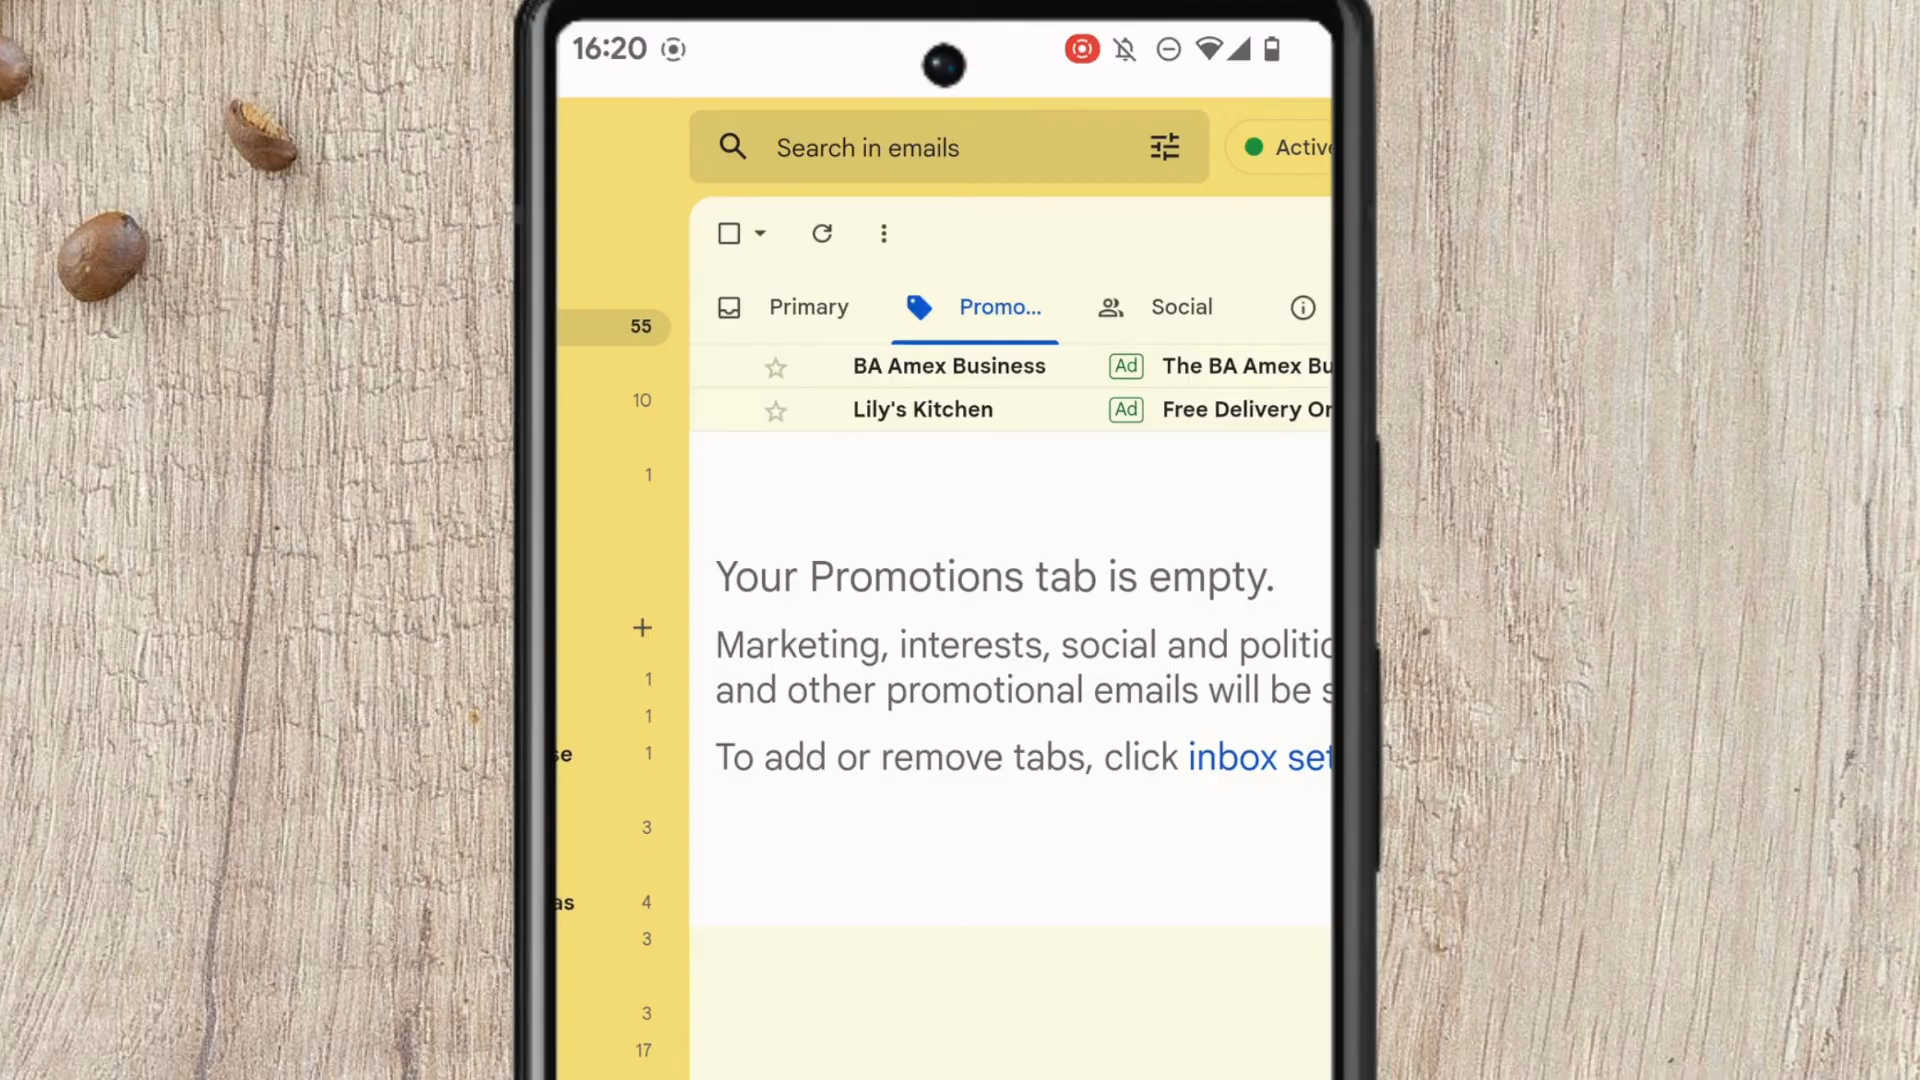 16:20
Search in emails
Active
Primary
Promo...
Social
55
BA Amex Business Ad The BA Amex Bu
10
Lily's Kitchen Ad Free Delivery Or
1
Your Promotions tab is empty.
+
Marketing, interests, social and politic
1
and other promotional emails will be s
1
se 1
To add or remove tabs, click inbox set
3
as 4
3
3
17